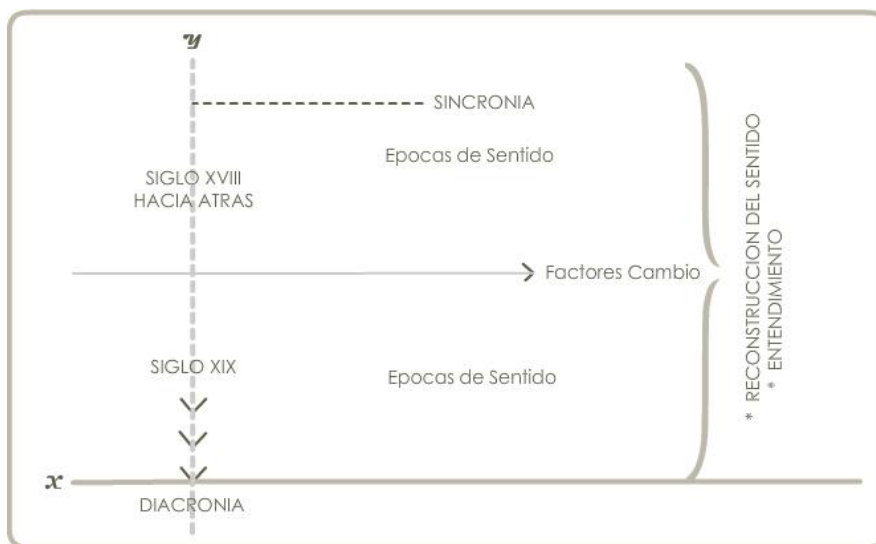 y
SINCRONIA
Epocas de Sentido
SIGLO XVIII
HACIA ATRAS
Factores Cambio
SIGLO XIX
Epocas de Sentido
x
DIACRONIA
* RECONSTRUCCION DEL SENTIDO
* ENTENDIMIENTO